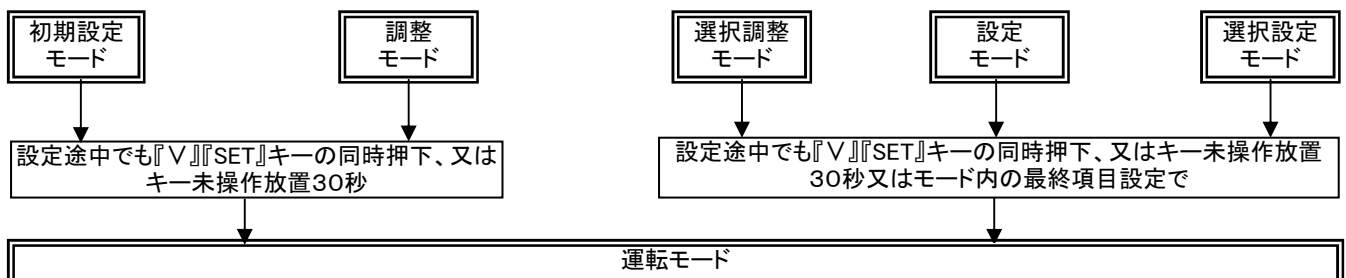 初期設定
モード
調整
モード
選択調整
モード
設定
モード
選択設定
モード
設定途中でも『∨』『SET』キーの同時押下、又は
キー未操作放置30秒
設定途中でも『∨』『SET』キーの同時押下、又はキー未操作放置
30秒又はモード内の最終項目設定で
運転モード